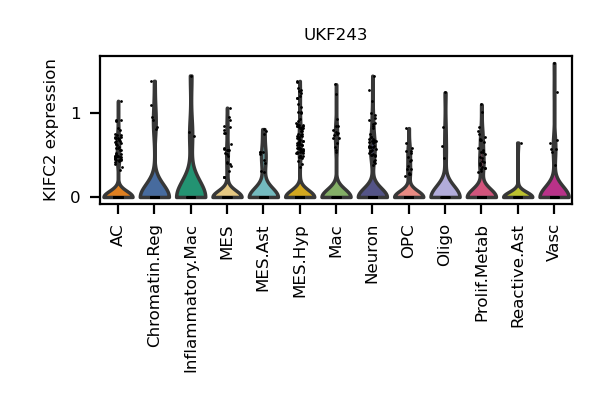 UKF243
KIFC2 expression
1
0
AC
Chromatin.Reg
Inflammatory.Mac
MES
MES.Ast
MES.Hyp
Mac
Neuron
OPC
Oligo
Prolif.Metab
Reactive.Ast
Vasc